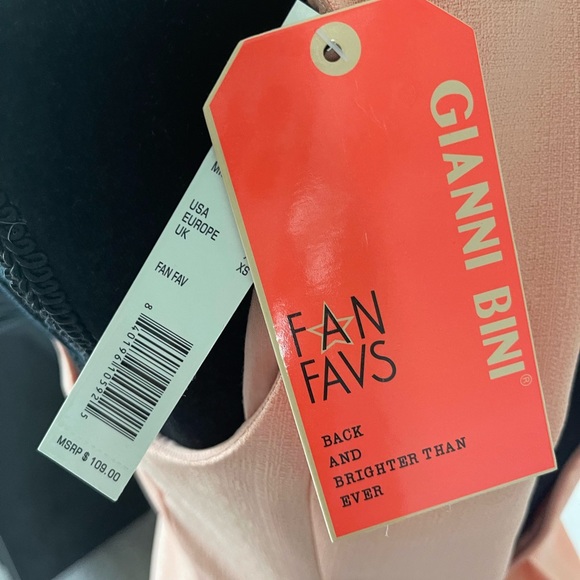 GIANNI BINI®
FAN
FAVS
BACK
AND
BRIGHTER THAN
EVER
USA
EUROPE
UK
XS
FAN FAV
MSRP $ 109.00